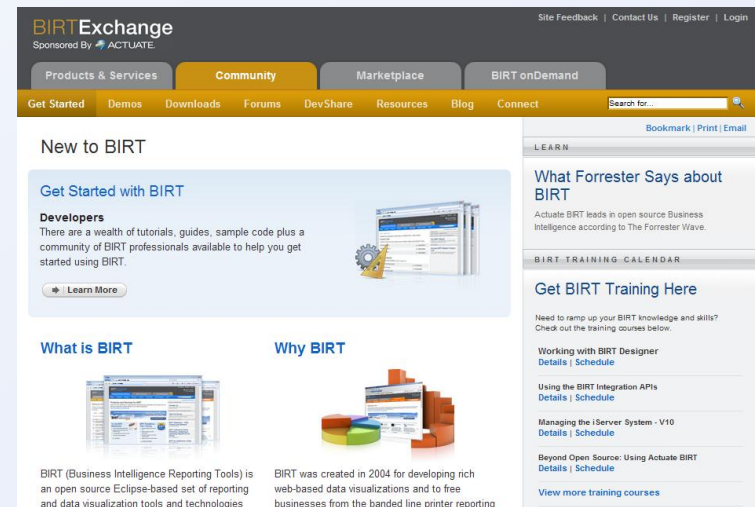 Site Feedback | Contact Us | Register | Login
BIRTExchange
Sponsored By ACTUATE.
Products & Services
Community
Marketplace
BIRT onDemand
Get Started
Demos
Downloads
Forums
DevShare
Resources
Blog
Connect
Search for...
Bookmark | Print | Email
New to BIRT
Get Started with BIRT
Developers
There are a wealth of tutorials, guides, sample code plus a
community of BIRT professionals available to help you get
started using BIRT.
Learn More
What is BIRT
BIRT (Business Intelligence Reporting Tools) is
an open source Eclipse-based set of reporting
and data visualization tools and technologies
Why BIRT
BIRT was created in 2004 for developing rich
web-based data visualizations and to free
businesses from the banded line printer reporting
LEARN
What Forrester Says about
BIRT
Actuate BIRT leads in open source Business
Intelligence according to The Forrester Wave.
BIRT TRAINING CALENDAR
Get BIRT Training Here
Need to ramp up your BIRT knowledge and skills?
Check out the training courses below.
Working with BIRT Designer
Details | Schedule
Using the BIRT Integration APIs
Details | Schedule
Managing the iServer System - V10
Details | Schedule
Beyond Open Source: Using Actuate BIRT
Details | Schedule
View more training courses